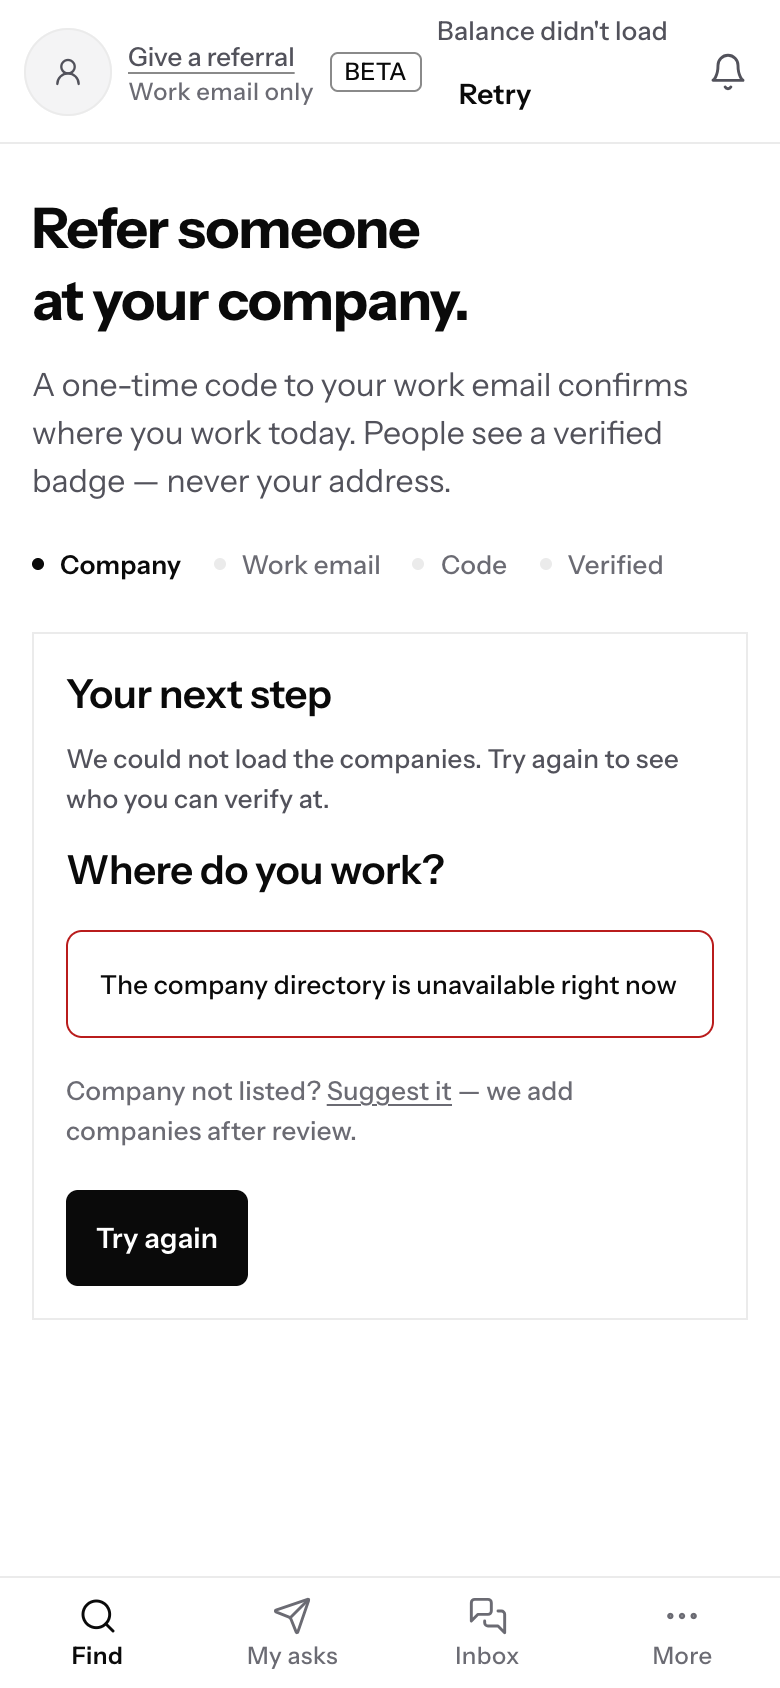 Give a referral
Work email only
BETA
Balance didn't load
Retry
Refer someone
at your company.
A one-time code to your work email confirms
where you work today. People see a verified
badge — never your address.
Company
Work email
Code
Verified
Your next step
We could not load the companies. Try again to see
who you can verify at.
Where do you work?
The company directory is unavailable right now
Company not listed? Suggest it — we add
companies after review.
Try again
Find
My asks
Inbox
More